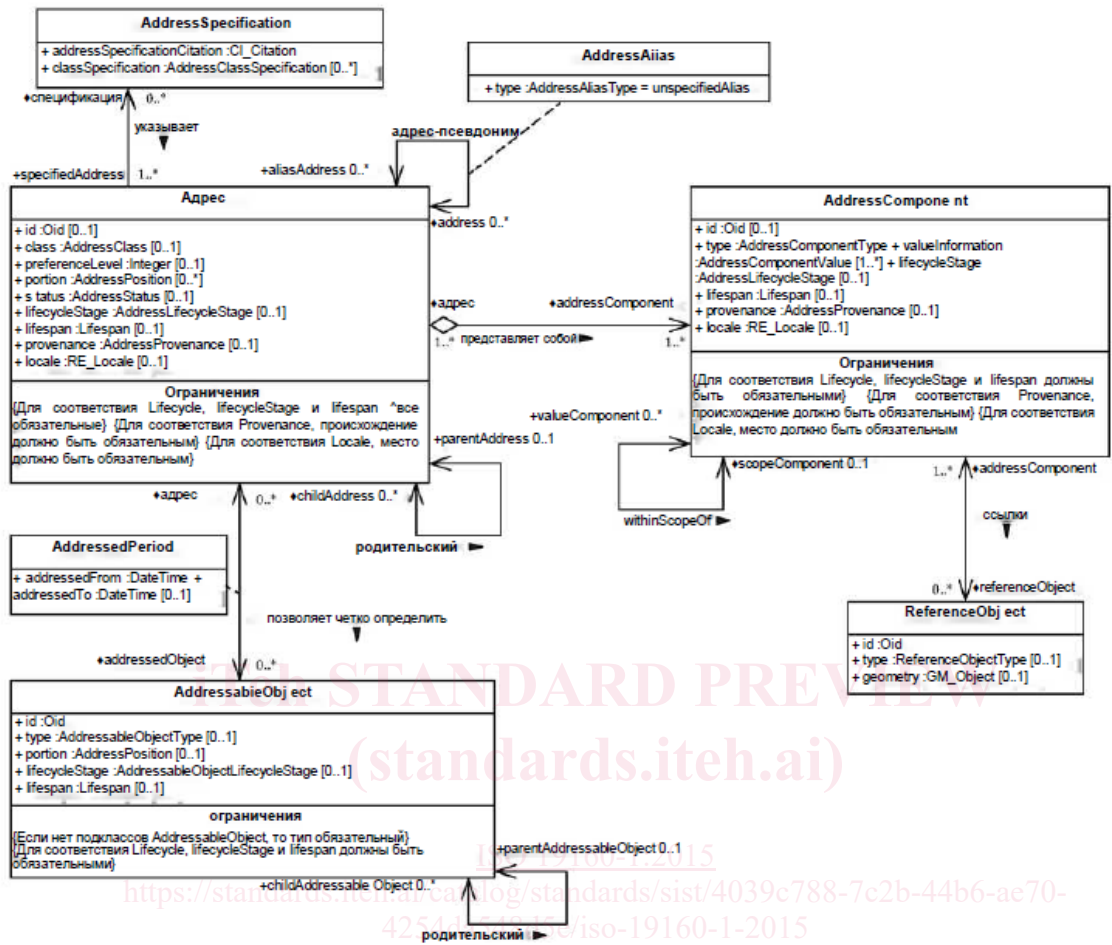 AddressSpecification
+ addressSpecificationCitation :CI_Citation
+ classSpecification :AddressClassSpecification [0..*]
♦спецификация
0..*
указывает
+specifiedAddress
1..*
AddressAiias
+ type :AddressAliasType = unspecifiedAlias
адрес-псевдоним
+aliasAddress 0..*
♦address 0..*
Адрес
+ id :Oid [0..1]
+ class :AddressClass [0..1]
+ preferenceLevel :Integer [0..1]
+ portion :AddressPosition [0..*]
+ s tatus :AddressStatus [0..1]
+ lifecycleStage :AddressLifecycleStage [0..1]
+ lifespan :Lifespan [0..1]
+ provenance :AddressProvenance [0..1]
+ locale :RE_Locale [0..1]
Ограничения
{Для соответствия Lifecycle, lifecycleStage и lifespan ^все
обязательные} {Для соответствия Provenance, происхождение
должно быть обязательным} {Для соответствия Locale, место
должно быть обязательным}
♦адрес
1..*
представляет собой
♦addressComponent
1..*
AddressCompone nt
+ id :Oid [0..1]
+ type :AddressComponentType + valueInformation
:AddressComponentValue [1..*] + lifecycleStage
:AddressLifecycleStage [0..1]
+ lifespan :Lifespan [0..1]
+ provenance :AddressProvenance [0..1]
+ locale :RE_Locale [0..1]
Ограничения
{Для соответствия Lifecycle, lifecycleStage и lifespan должны
быть обязательными} {Для соответствия Provenance,
происхождение должно быть обязательным} {Для соответствия
Locale, место должно быть обязательным
+valueComponent 0..*
♦scopeComponent 0..1
withinScopeOf
+parentAddress 0..1
♦childAddress 0..*
родительский
1..*
♦addressComponent
ссылки
0..*
♦referenceObject
ReferenceObj ect
+ id :Oid
+ type :ReferenceObjectType [0..1]
+ geometry :GM_Object [0..1]
♦адрес
0..*
AddressedPeriod
+ addressedFrom :DateTime +
addressedTo :DateTime [0..1]
позволяет четко определить
♦addressedObject
0..*
AddressabieObj ect
+ id :Oid
+ type :AddressableObjectType [0..1]
+ portion :AddressPosition [0..1]
+ lifecycleStage :AddressableObjectLifecycleStage [0..1]
+ lifespan :Lifespan [0..1]
ограничения
{Если нет подклассов AddressableObject, то тип обязательный}
{Для соответствия Lifecycle, lifecycleStage и lifespan должны быть
обязательными}
+parentAddressableObject 0..1
♦childAddressable Object 0..*
родительский
iTeh STANDARD PREVIEW
(standards.iteh.ai)
ISO 19160-1:2015
https://standards.iteh.ai/catalog/standards/sist/4039c788-7c2b-44b6-ae70-
/iso-19160-1-2015